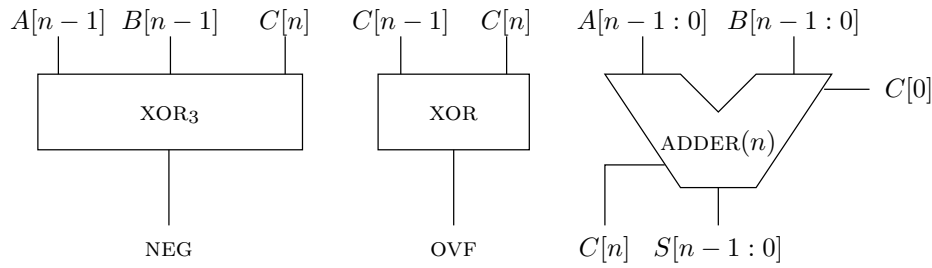 A[n − 1] B[n − 1] C[n] C[n − 1] C[n] A[n − 1 : 0] B[n − 1 : 0]
C[0]
XOR₃ XOR
ADDER(n)
NEG OVF C[n] S[n − 1 : 0]